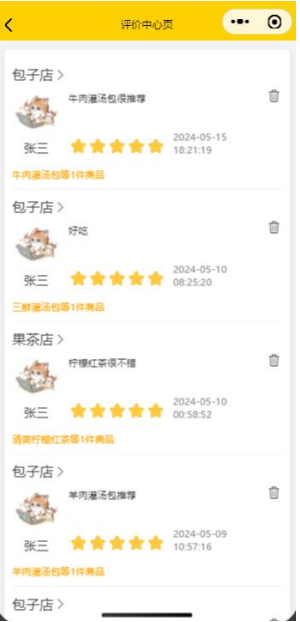 评价中心页
包子店
牛肉灌汤包很推荐
张三
2024-05-15
18:21:19
牛肉灌汤包等1件商品
包子店
好吃
张三
2024-05-10
08:25:20
三鲜灌汤包等1件商品
果茶店
柠檬红茶很不错
张三
2024-05-10
00:58:52
清爽柠檬红茶等1件商品
包子店
羊肉灌汤包推荐
张三
2024-05-09
10:57:16
羊肉灌汤包等1件商品
包子店